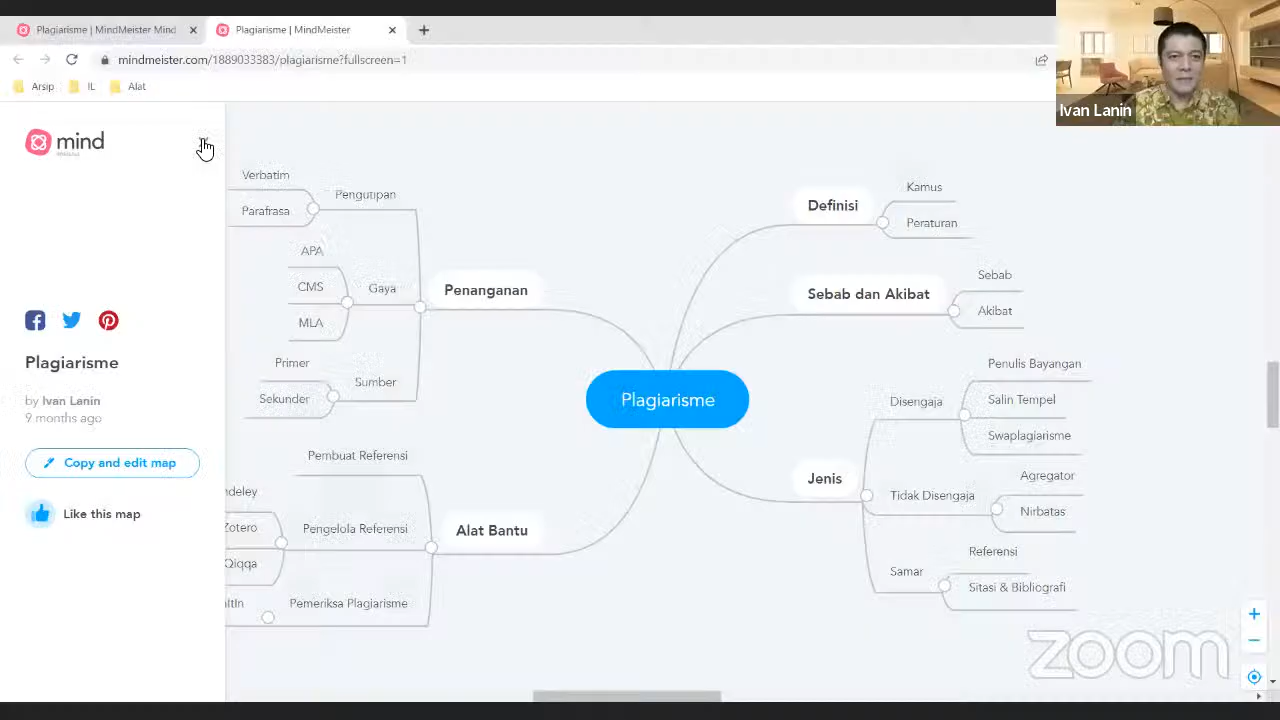 Plagiarisme | MindMeister Mind
Plagiarisme | MindMeister
mindmeister.com/1889033383/plagiarisme?fullscreen=1
Arsip
IL
Alat
Ivan Lanin
mind
Plagiarisme
by Ivan Lanin
9 months ago
Copy and edit map
Like this map
Verbatim
Parafrasa
Pengutipan
APA
CMS
MLA
Gaya
Primer
Sekunder
Sumber
Penanganan
Pembuat Referensi
ndeley
Zotero
Qiqqa
Pengelola Referensi
Pemeriksa Plagiarisme
Alat Bantu
Plagiarisme
Definisi
Kamus
Peraturan
Sebab dan Akibat
Sebab
Akibat
Jenis
Disengaja
Penulis Bayangan
Salin Tempel
Swaplagiarisme
Tidak Disengaja
Agregator
Nirbatas
Samar
Referensi
Sitasi & Bibliografi
zoom